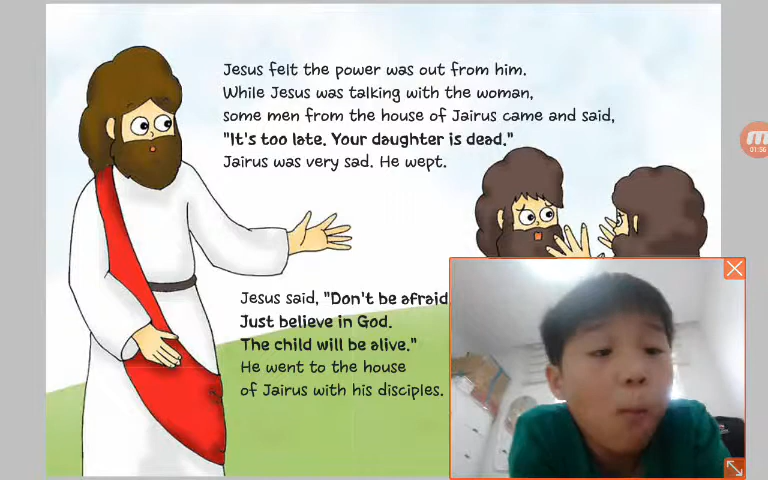 Jesus felt the power was out from him.
While Jesus was talking with the woman,
some men from the house of Jairus came and said,
"It's too late. Your daughter is dead."
Jairus was very sad. He wept.
Jesus said, "Don't be afraid
Just believe in God.
The child will be alive."
He went to the house
of Jairus with his disciples.
M
01:56